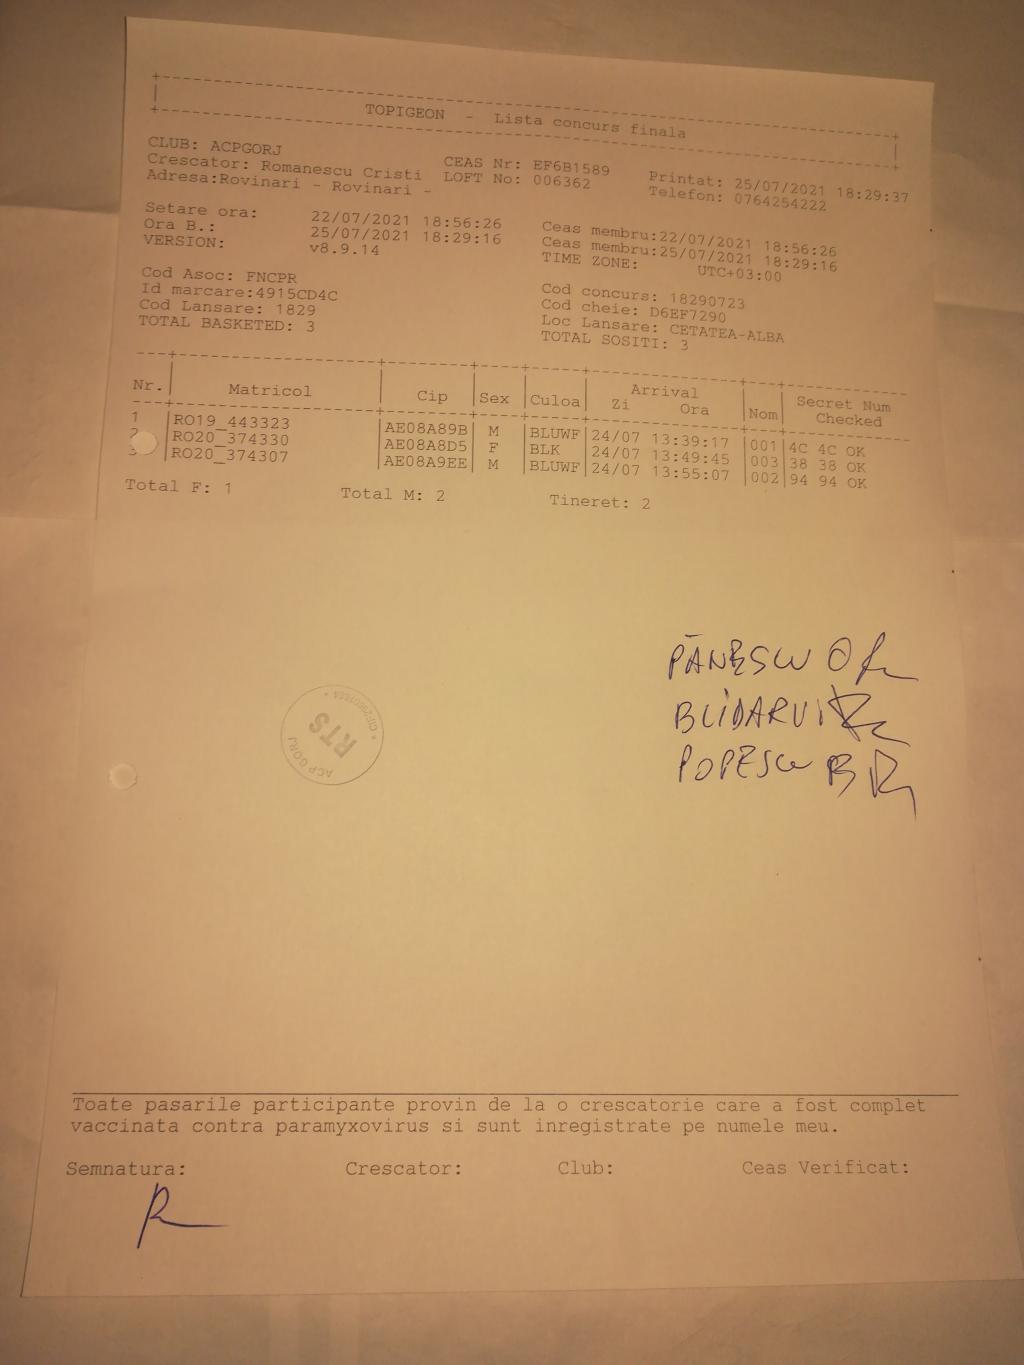 TOPIGEON - Lista concurs finala
CLUB: ACPGORJ
Crescator: Romanescu Cristi CEAS Nr: EF6B1589 Printat: 25/07/2021 18:29:37
Adresa:Rovinari - Rovinari - LOFT No: 006362 Telefon: 0764254222
Setare ora: 22/07/2021 18:56:26 Ceas membru:22/07/2021 18:56:26
Ora B.: 25/07/2021 18:29:16 Ceas membru:25/07/2021 18:29:16
VERSION: v8.9.14 TIME ZONE: UTC+03:00
Cod Asoc: FNCPR Cod concurs: 18290723
Id marcare:4915CD4C Cod cheie: D6EF7290
Cod Lansare: 1829 Loc Lansare: CETATEA-ALBA
TOTAL BASKETED: 3 TOTAL SOSITI: 3
Nr. Matricol Cip Sex Culoa Arrival Zi Ora Nom Secret Num Checked
1 RO19_443323 AE08A89B M BLUWF 24/07 13:39:17 001 4C 4C OK
2 RO20_374330 AE08A8D5 F BLK 24/07 13:49:45 003 38 38 OK
3 RO20_374307 AE08A9EE M BLUWF 24/07 13:55:07 002 94 94 OK
Total F: 1 Total M: 2 Tineret: 2
PĂNESCU O
BLIDARU
POPESCU B
ACP GORJ
RTS
Toate pasarile participante provin de la o crescatorie care a fost complet
vaccinata contra paramyxovirus si sunt inregistrate pe numele meu.
Semnatura: Crescator: Club: Ceas Verificat: